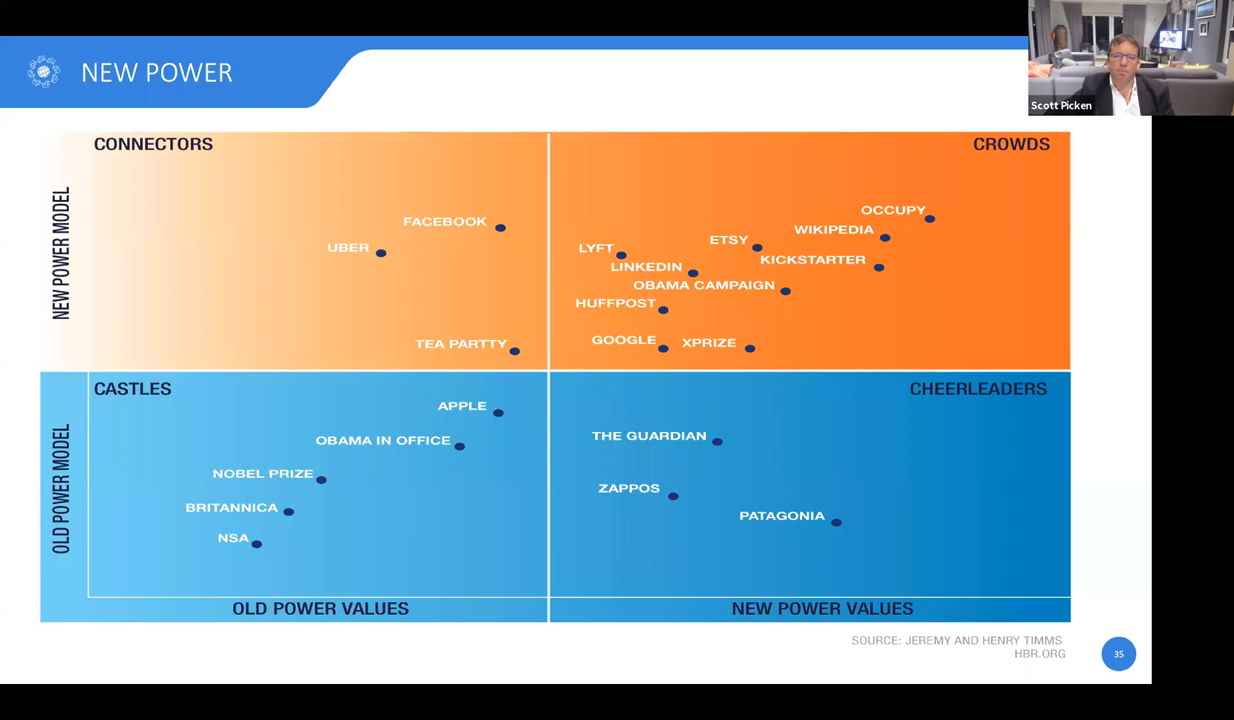 NEW POWER
Scott Picken
CONNECTORS
CROWDS
NEW POWER MODEL
FACEBOOK
UBER
TEA PARTTY
OCCUPY
WIKIPEDIA
ETSY
LYFT
KICKSTARTER
LINKEDIN
OBAMA CAMPAIGN
HUFFPOST
GOOGLE
XPRIZE
CASTLES
CHEERLEADERS
OLD POWER MODEL
APPLE
OBAMA IN OFFICE
NOBEL PRIZE
BRITANNICA
NSA
THE GUARDIAN
ZAPPOS
PATAGONIA
OLD POWER VALUES
NEW POWER VALUES
SOURCE: JEREMY AND HENRY TIMMS
HBR.ORG
35